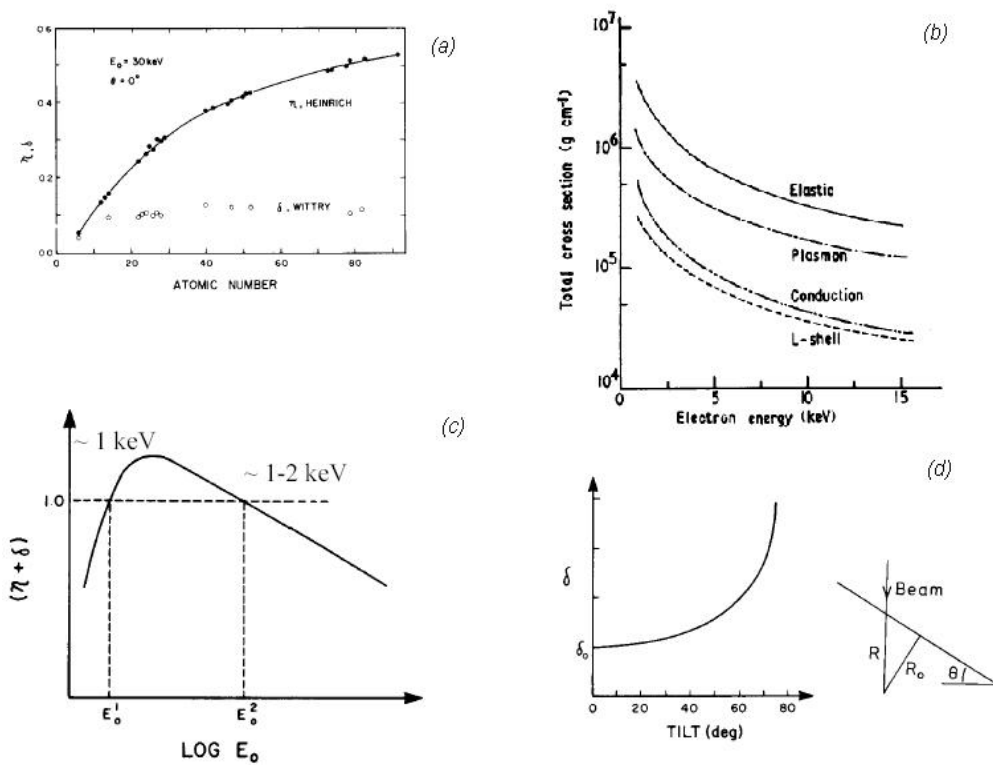 (a)
0.6
E₀ = 30 keV
θ = 0°
0.4
η, HEINRICH
η, δ
0.2
δ, WITTRY
0.0
0 20 40 60 80
ATOMIC NUMBER
(b)
10⁷
10⁶
10⁵
10⁴
Total cross section (g cm⁻¹)
Elastic
Plasmon
Conduction
L-shell
0 5 10 15
Electron energy (keV)
(c)
~ 1 keV
~ 1-2 keV
1.0
(η + δ)
E₀¹ E₀²
LOG E₀
(d)
δ
δ₀
0 20 40 60 80
TILT (deg)
Beam
R
R₀
θ